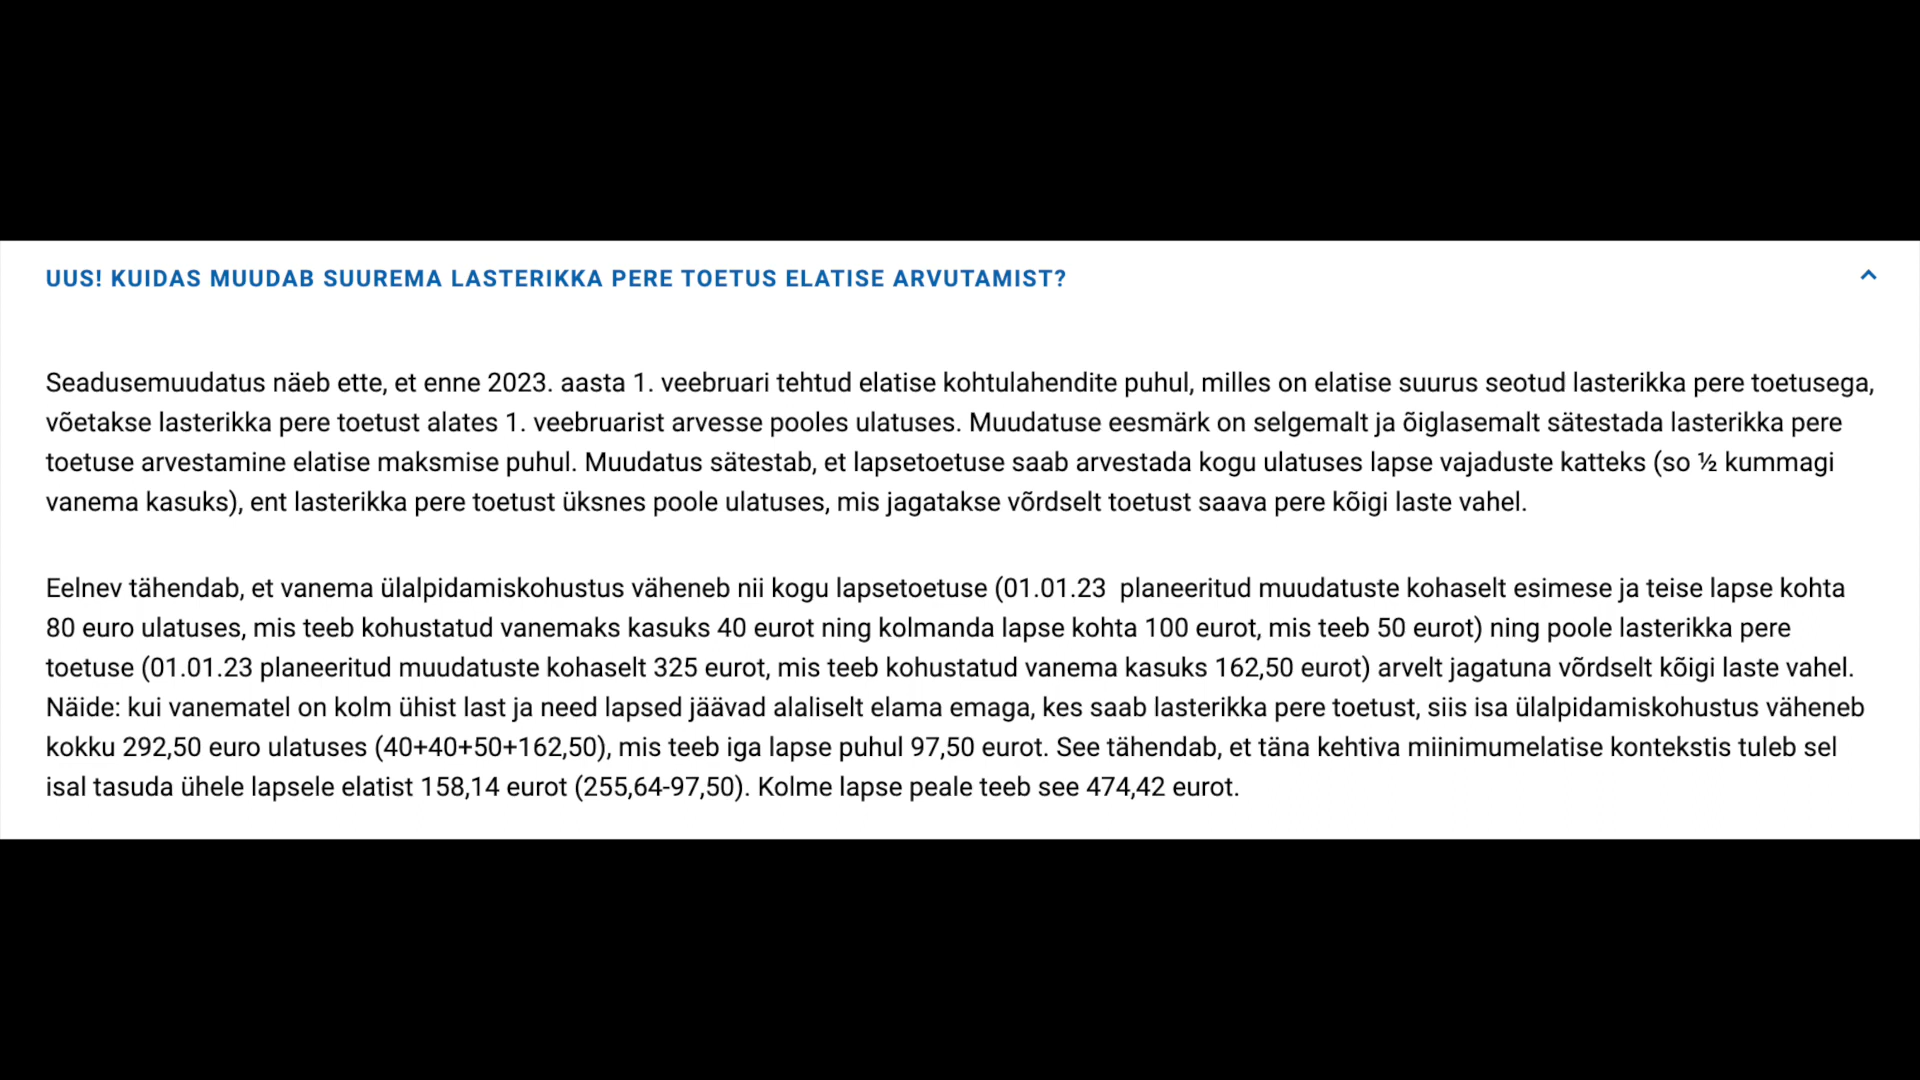 UUS! KUIDAS MUUDAB SUUREMA LASTERIKKA PERE TOETUS ELATISE ARVUTAMIST?
Seadusemuudatus näeb ette, et enne 2023. aasta 1. veebruari tehtud elatise kohtulahendite puhul, milles on elatise suurus seotud lasterikka pere toetusega,
võetakse lasterikka pere toetust alates 1. veebruarist arvesse pooles ulatuses. Muudatuse eesmärk on selgemalt ja õiglasemalt sätestada lasterikka pere
toetuse arvestamine elatise maksmise puhul. Muudatus sätestab, et lapsetoetuse saab arvestada kogu ulatuses lapse vajaduste katteks (so ½ kummagi
vanema kasuks), ent lasterikka pere toetust üksnes poole ulatuses, mis jagatakse võrdselt toetust saava pere kõigi laste vahel.
Eelnev tähendab, et vanema ülalpidamiskohustus väheneb nii kogu lapsetoetuse (01.01.23  planeeritud muudatuste kohaselt esimese ja teise lapse kohta
80 euro ulatuses, mis teeb kohustatud vanemaks kasuks 40 eurot ning kolmanda lapse kohta 100 eurot, mis teeb 50 eurot) ning poole lasterikka pere
toetuse (01.01.23 planeeritud muudatuste kohaselt 325 eurot, mis teeb kohustatud vanema kasuks 162,50 eurot) arvelt jagatuna võrdselt kõigi laste vahel.
Näide: kui vanematel on kolm ühist last ja need lapsed jäävad alaliselt elama emaga, kes saab lasterikka pere toetust, siis isa ülalpidamiskohustus väheneb
kokku 292,50 euro ulatuses (40+40+50+162,50), mis teeb iga lapse puhul 97,50 eurot. See tähendab, et täna kehtiva miinimumelatise kontekstis tuleb sel
isal tasuda ühele lapsele elatist 158,14 eurot (255,64-97,50). Kolme lapse peale teeb see 474,42 eurot.